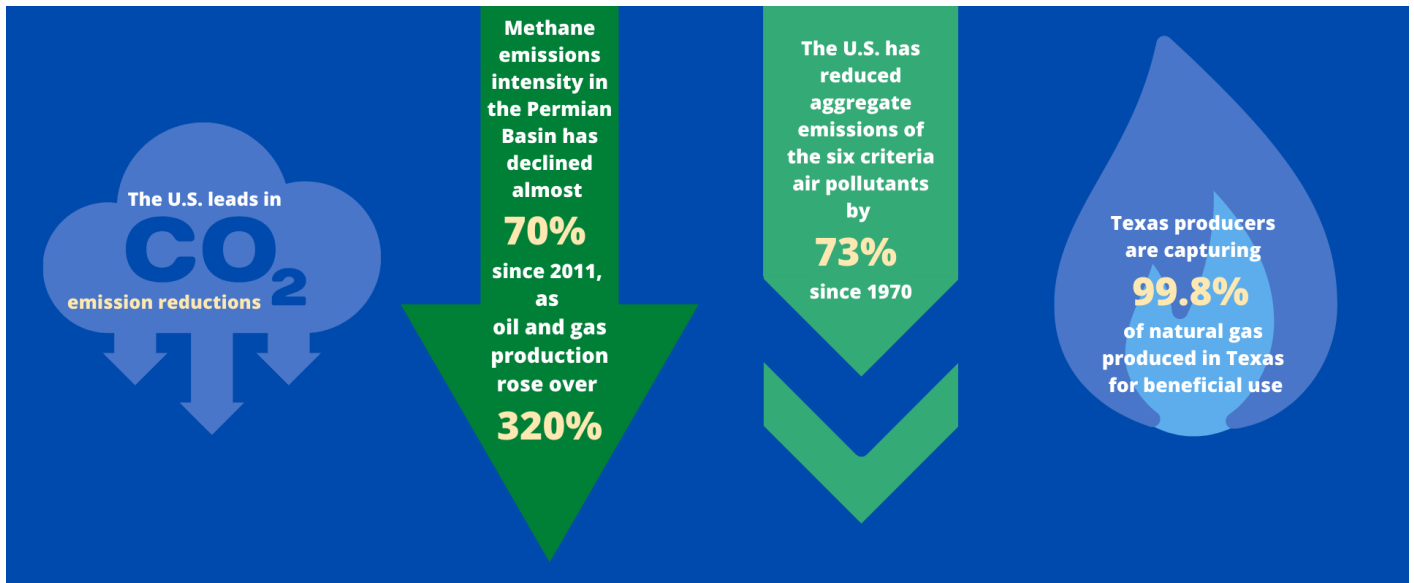 The U.S. leads in
CO2
emission reductions
Methane
emissions
intensity in
the Permian
Basin has
declined
almost
70%
since 2011,
as
oil and gas
production
rose over
320%
The U.S. has
reduced
aggregate
emissions of
the six criteria
air pollutants
by
73%
since 1970
Texas producers
are capturing
99.8%
of natural gas
produced in Texas
for beneficial use